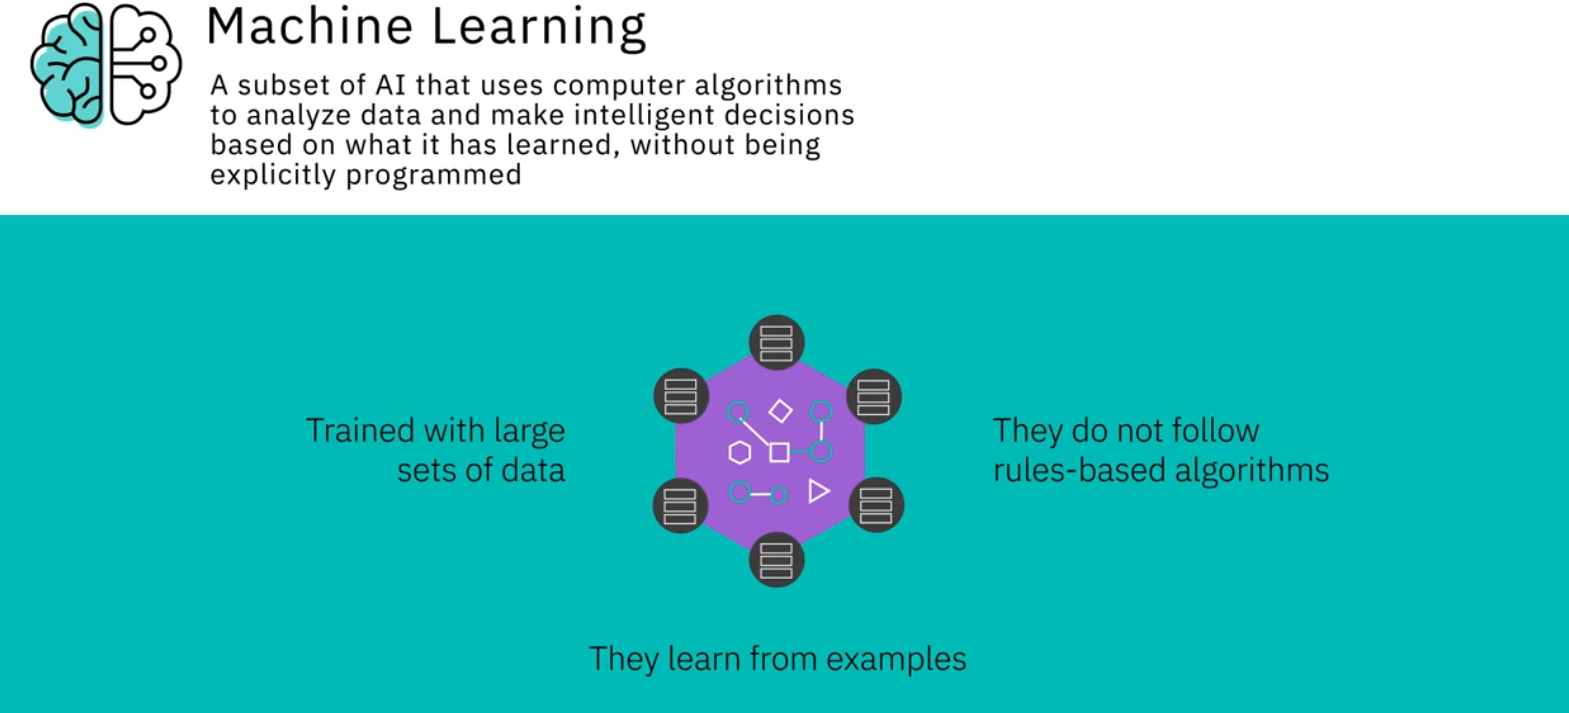 Machine Learning
A subset of AI that uses computer algorithms
to analyze data and make intelligent decisions
based on what it has learned, without being
explicitly programmed
Trained with large
sets of data
They do not follow
rules-based algorithms
They learn from examples